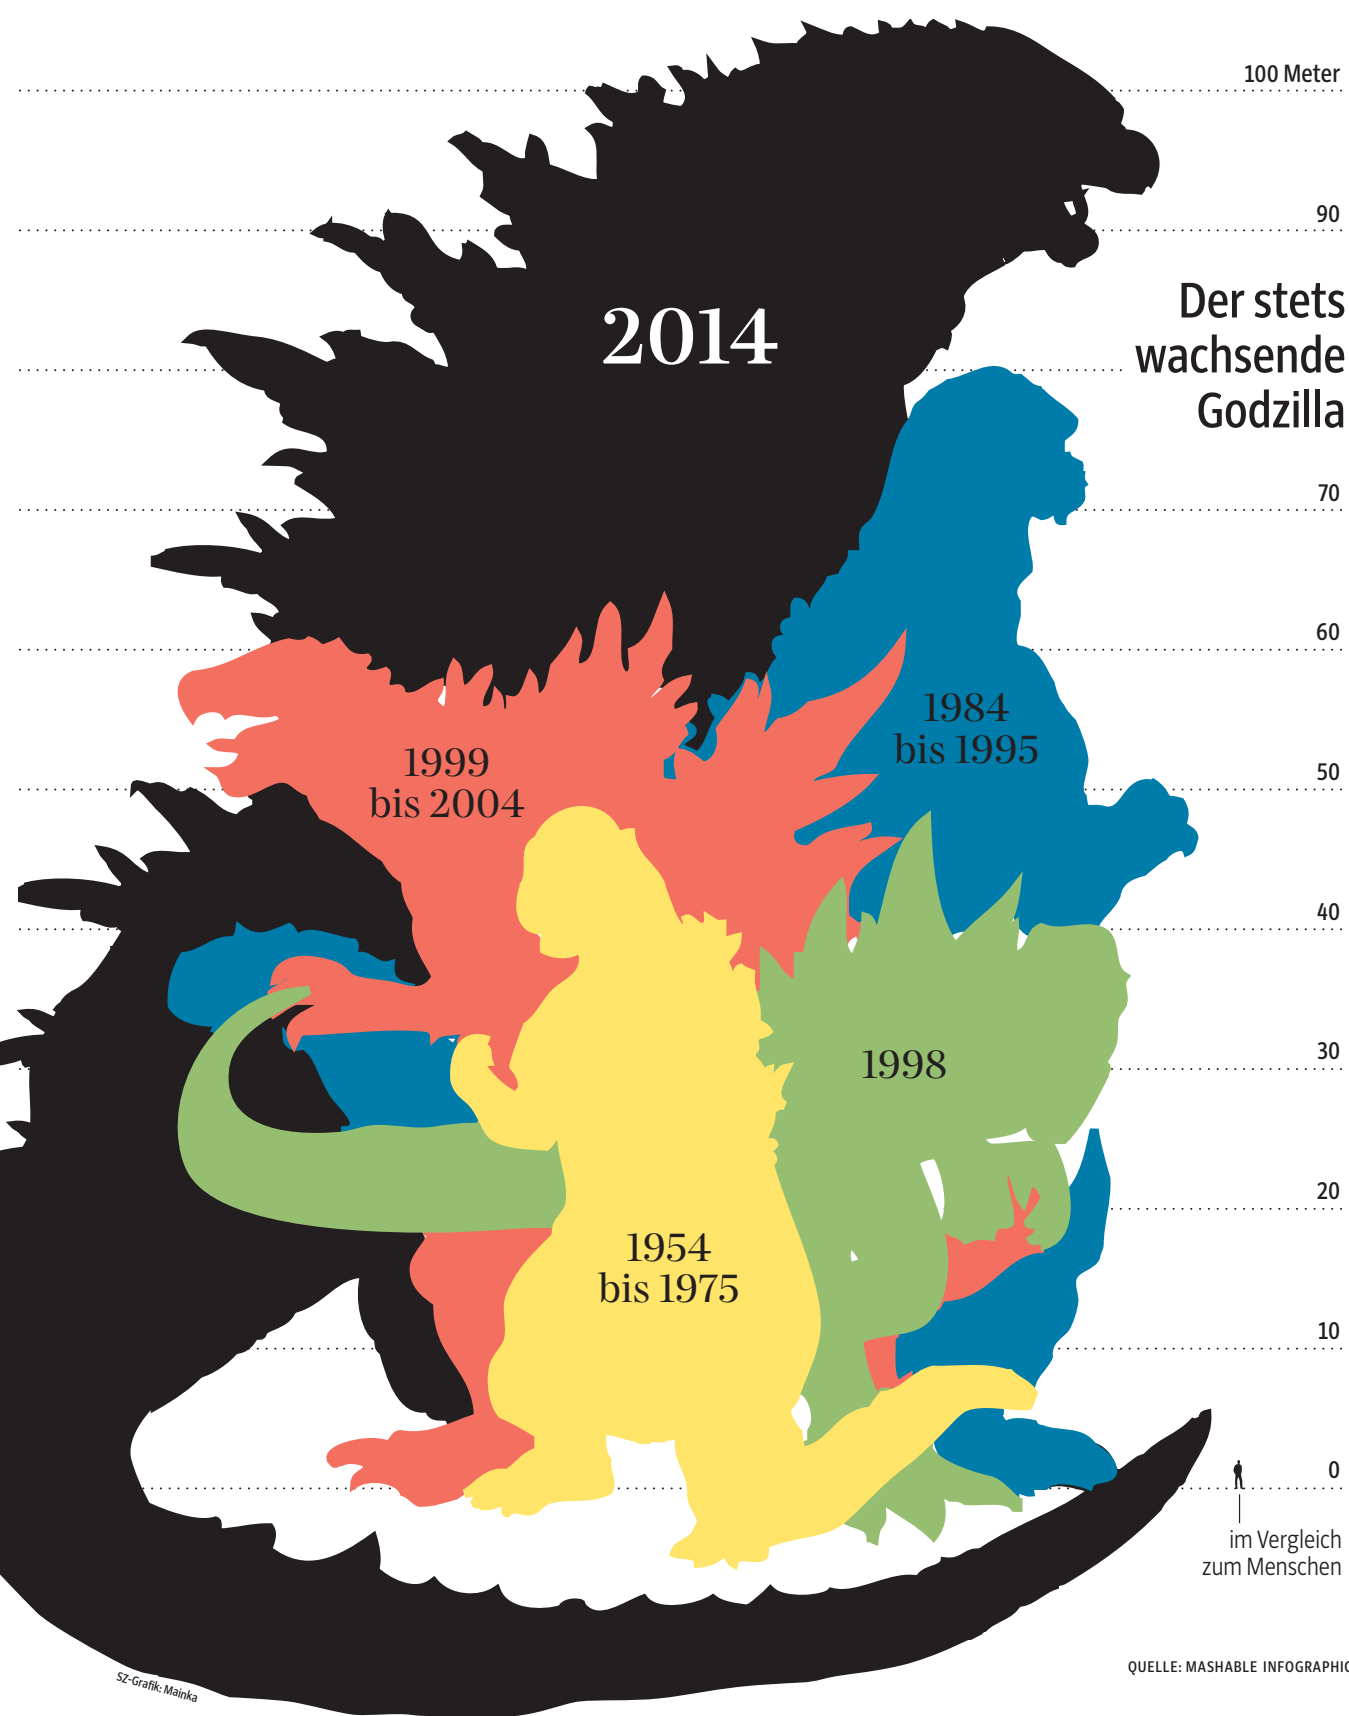 100 Meter
90
Der stets
wachsende
Godzilla
2014
70
60
1984
bis 1995
1999
bis 2004
50
40
30
1998
20
1954
bis 1975
10
0
im Vergleich
zum Menschen
QUELLE: MASHABLE INFOGRAPHIC
SZ-Grafik: Mainka